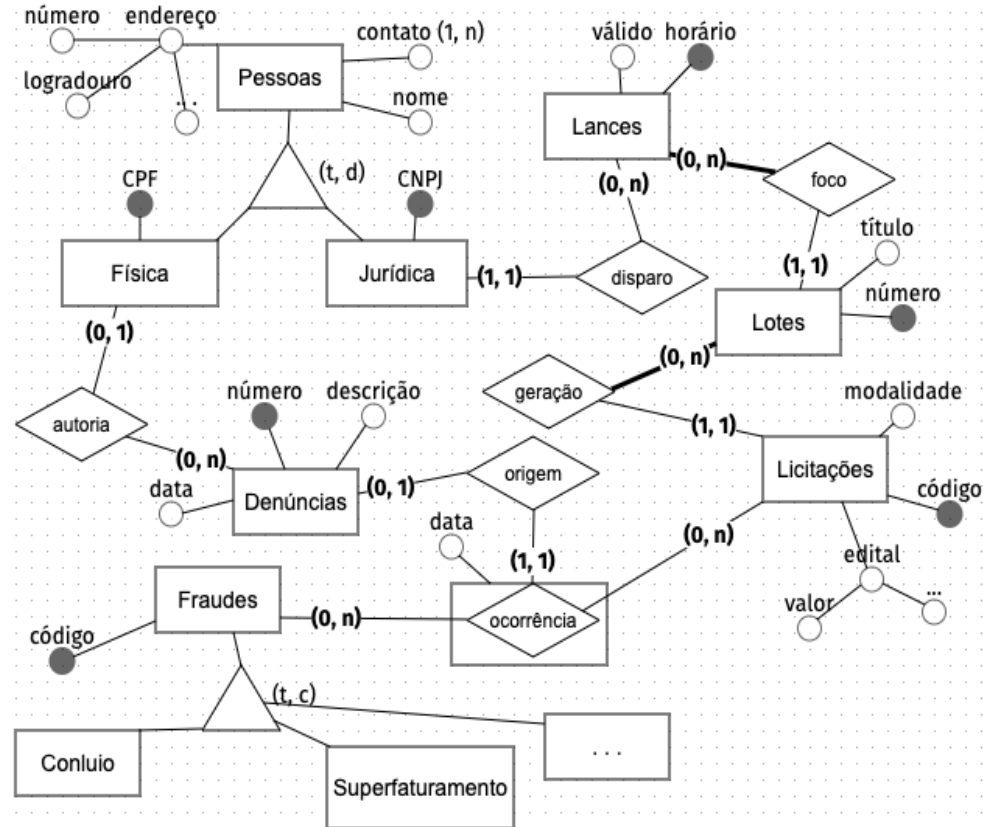 número endereço
contato (1, n)
válido horário
Pessoas
logradouro
...
nome
Lances
(0, n)
(0, n)
foco
(t, d)
CPF
CNPJ
título
Física
Jurídica
(1, 1)
disparo
(1, 1)
número
(0, 1)
Lotes
(0, n)
geração
número descrição
modalidade
autoria
(1, 1)
(0, n)
origem
Licitações
data
Denúncias
(0, 1)
código
data
(0, n)
(1, 1)
edital
...
Fraudes
(0, n)
ocorrência
valor
código
(t, c)
. . .
Conluio
Superfaturamento